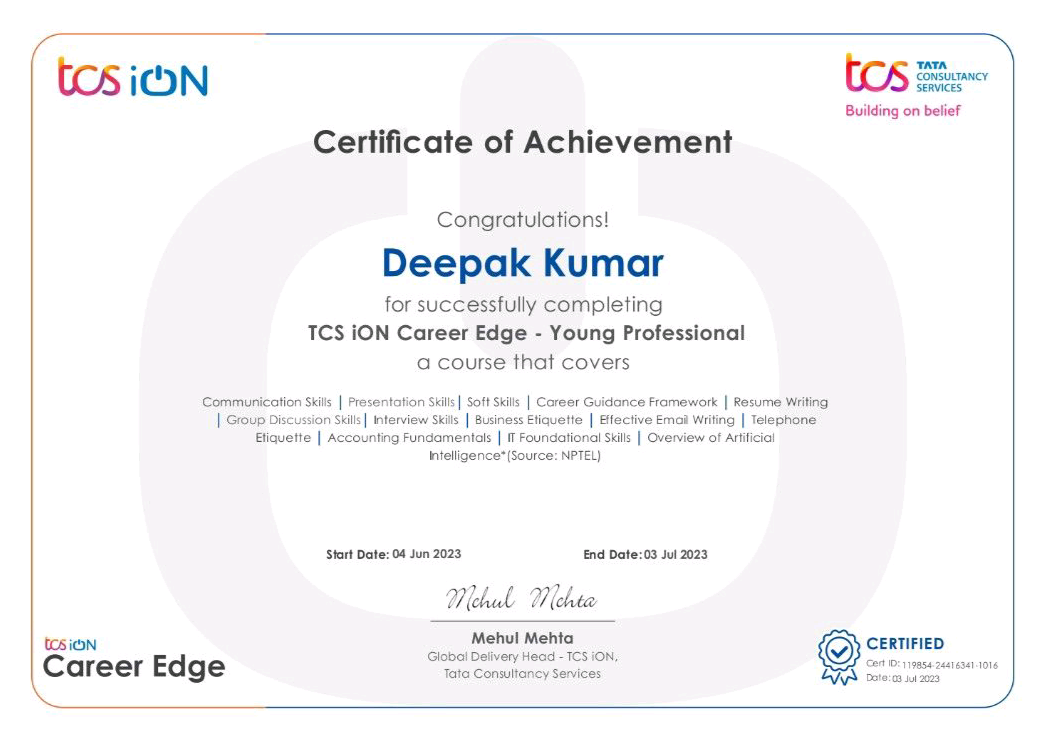 tcs iON
tcs TATA CONSULTANCY SERVICES
Building on belief
Certificate of Achievement
Congratulations!
Deepak Kumar
for successfully completing
TCS iON Career Edge - Young Professional
a course that covers
Communication Skills | Presentation Skills | Soft Skills | Career Guidance Framework | Resume Writing
| Group Discussion Skills | Interview Skills | Business Etiquette | Effective Email Writing | Telephone
Etiquette | Accounting Fundamentals | IT Foundational Skills | Overview of Artificial
Intelligence*(Source: NPTEL)
Start Date: 04 Jun 2023 End Date: 03 Jul 2023
Mehul Mehta
Mehul Mehta
Global Delivery Head - TCS iON,
Tata Consultancy Services
tcs iON
Career Edge
CERTIFIED
Cert ID: 119854-24416341-1016
Date: 03 Jul 2023